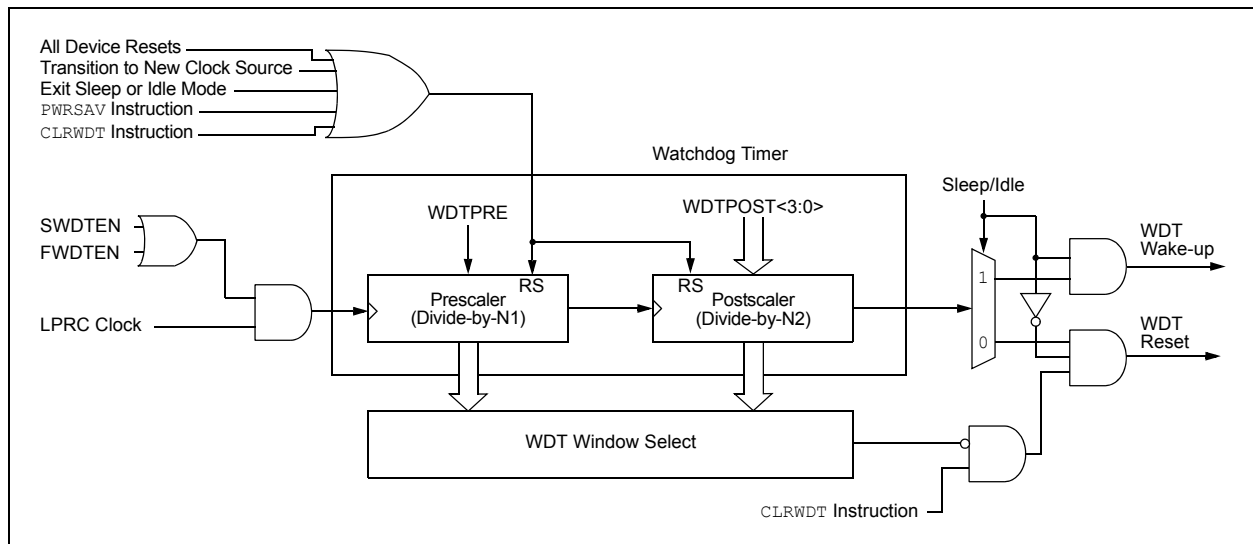 All Device Resets
Transition to New Clock Source
Exit Sleep or Idle Mode
PWRSAV Instruction
CLRWDT Instruction
Watchdog Timer
Sleep/Idle
SWDTEN
FWDTEN
WDTPRE
WDTPOST<3:0>
WDT
Wake-up
RS
RS
1
Prescaler
(Divide-by-N1)
Postscaler
(Divide-by-N2)
LPRC Clock
WDT
Reset
0
WDT Window Select
CLRWDT Instruction